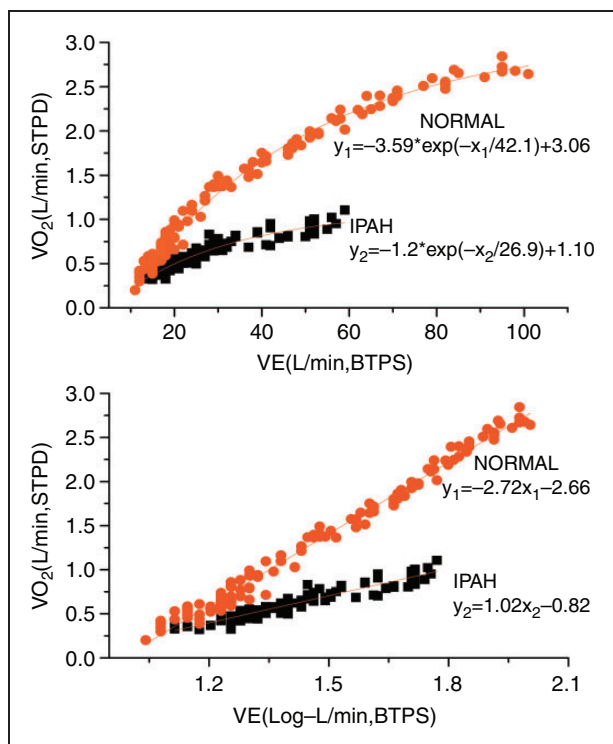 3.0
2.5
2.0
1.5
1.0
0.5
0.0
VO₂(L/min,STPD)
NORMAL
y₁=–3.59*exp(–x₁/42.1)+3.06
IPAH
y₂=–1.2*exp(–x₂/26.9)+1.10
20 40 60 80 100
VE(L/min,BTPS)
3.0
2.5
2.0
1.5
1.0
0.5
0.0
VO₂(L/min,STPD)
NORMAL
y₁=–2.72x₁–2.66
IPAH
y₂=1.02x₂–0.82
1.2 1.5 1.8 2.1
VE(Log–L/min,BTPS)